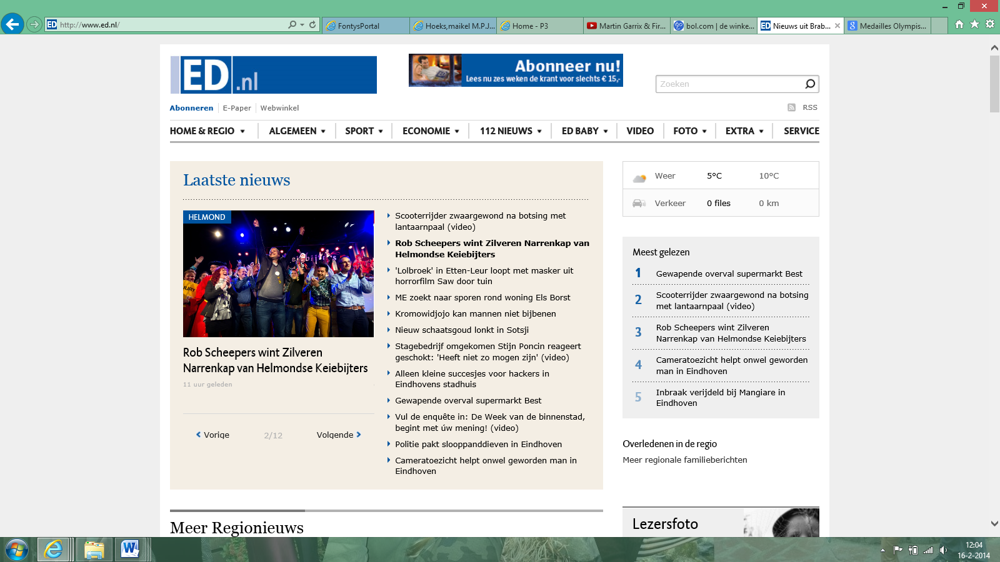 http://www.ed.nl/
FontysPortal
Hoeks,maikel M.P.J...
Home - P3
Martin Garrix & Fir...
bol.com | de winke...
Nieuws uit Brab...
Medailles Olympis...
ED.nl
Abonneer nu!
Lees nu zes weken de krant voor slechts € 15,-
Zoeken
Abonneren
E-Paper
Webwinkel
RSS
HOME & REGIO
ALGEMEEN
SPORT
ECONOMIE
112 NIEUWS
ED BABY
VIDEO
FOTO
EXTRA
SERVICE
Laatste nieuws
HELMOND
Rob Scheepers wint Zilveren
Narrenkap van Helmondse Keiebijters
11 uur geleden
Vorige
2/12
Volgende
Scooterrijder zwaargewond na botsing met
lantaarnpaal (video)
Rob Scheepers wint Zilveren Narrenkap van
Helmondse Keiebijters
'Lolbroek' in Etten-Leur loopt met masker uit
horrorfilm Saw door tuin
ME zoekt naar sporen rond woning Els Borst
Kromowidjojo kan mannen niet bijbenen
Nieuw schaatsgoud lonkt in Sotsji
Stagebedrijf omgekomen Stijn Poncin reageert
geschokt: 'Heeft niet zo mogen zijn' (video)
Alleen kleine succesjes voor hackers in
Eindhovens stadhuis
Gewapende overval supermarkt Best
Vul de enquête in: De Week van de binnenstad,
begint met úw mening! (video)
Politie pakt slooppanddieven in Eindhoven
Cameratoezicht helpt onwel geworden man in
Eindhoven
Weer 5°C 10°C
Verkeer 0 files 0 km
Meest gelezen
1 Gewapende overval supermarkt Best
2 Scooterrijder zwaargewond na botsing
met lantaarnpaal (video)
3 Rob Scheepers wint Zilveren
Narrenkap van Helmondse Keiebijters
4 Cameratoezicht helpt onwel geworden
man in Eindhoven
5 Inbraak verijdeld bij Mangiare in
Eindhoven
Overledenen in de regio
Meer regionale familieberichten
Meer Regionieuws
Lezersfoto
12:04
16-2-2014